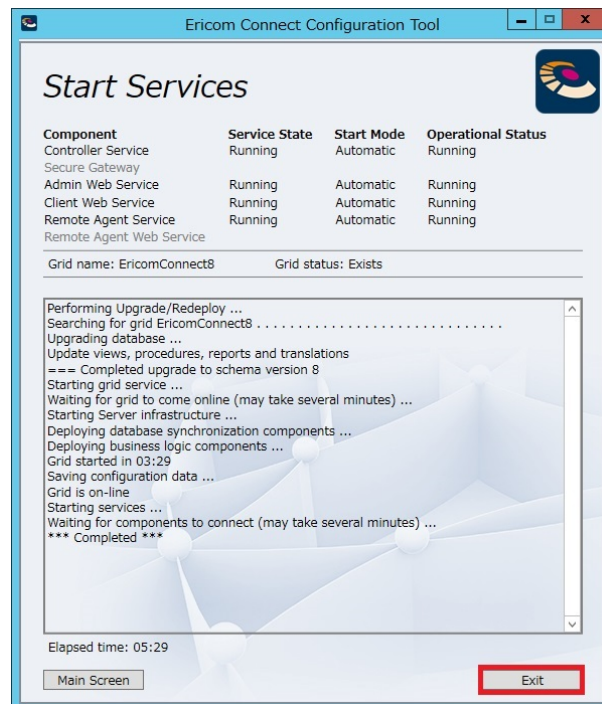 Ericom Connect Configuration Tool
Start Services
Component Service State Start Mode Operational Status
Controller Service Running Automatic Running
Secure Gateway
Admin Web Service Running Automatic Running
Client Web Service Running Automatic Running
Remote Agent Service Running Automatic Running
Remote Agent Web Service
Grid name: EricomConnect8 Grid status: Exists
Performing Upgrade/Redeploy ...
Searching for grid EricomConnect8 . . . . . . . . . . . . . . . . . . . . . . . . . . . . . . .
Upgrading database ...
Update views, procedures, reports and translations
=== Completed upgrade to schema version 8
Starting grid service ...
Waiting for grid to come online (may take several minutes) ...
Starting Server infrastructure ...
Deploying database synchronization components ...
Deploying business logic components ...
Grid started in 03:29
Saving configuration data ...
Grid is on-line
Starting services ...
Waiting for components to connect (may take several minutes) ...
*** Completed ***
Elapsed time: 05:29
Main Screen Exit